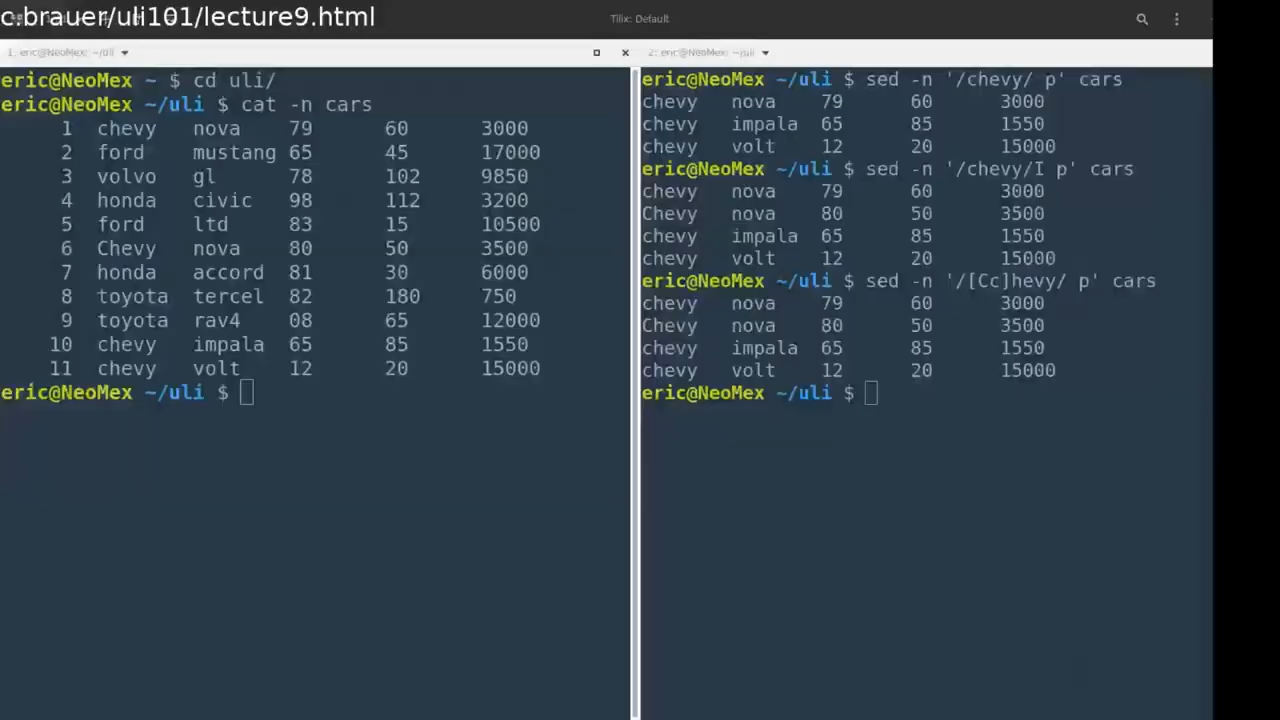 c.brauer/uli101/lecture9.html
Tilix: Default
1: eric@NeoMex: ~/uli
eric@NeoMex ~ $ cd uli/
eric@NeoMex ~/uli $ cat -n cars
1 chevy nova 79 60 3000
2 ford mustang 65 45 17000
3 volvo gl 78 102 9850
4 honda civic 98 112 3200
5 ford ltd 83 15 10500
6 Chevy nova 80 50 3500
7 honda accord 81 30 6000
8 toyota tercel 82 180 750
9 toyota rav4 08 65 12000
10 chevy impala 65 85 1550
11 chevy volt 12 20 15000
eric@NeoMex ~/uli $
2: eric@NeoMex: ~/uli
eric@NeoMex ~/uli $ sed -n '/chevy/ p' cars
chevy nova 79 60 3000
chevy impala 65 85 1550
chevy volt 12 20 15000
eric@NeoMex ~/uli $ sed -n '/chevy/I p' cars
chevy nova 79 60 3000
Chevy nova 80 50 3500
chevy impala 65 85 1550
chevy volt 12 20 15000
eric@NeoMex ~/uli $ sed -n '/[Cc]hevy/ p' cars
chevy nova 79 60 3000
Chevy nova 80 50 3500
chevy impala 65 85 1550
chevy volt 12 20 15000
eric@NeoMex ~/uli $